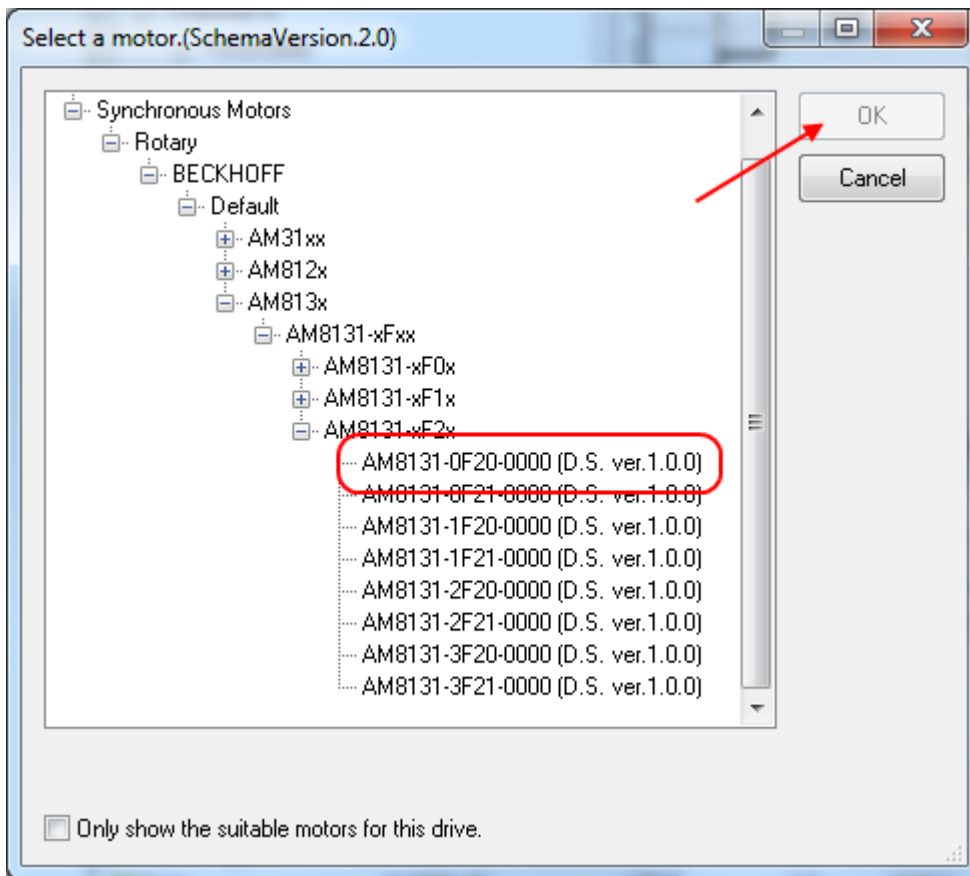 Select a motor.(SchemaVersion.2.0)
Synchronous Motors
OK
Rotary
BECKHOFF
Cancel
Default
AM31xx
AM812x
AM813x
AM8131-xFxx
AM8131-xF0x
AM8131-xF1x
AM8131-xF2x
AM8131-0F20-0000 (D.S. ver.1.0.0)
AM8131-0F21-0000 (D.S. ver.1.0.0)
AM8131-1F20-0000 (D.S. ver.1.0.0)
AM8131-1F21-0000 (D.S. ver.1.0.0)
AM8131-2F20-0000 (D.S. ver.1.0.0)
AM8131-2F21-0000 (D.S. ver.1.0.0)
AM8131-3F20-0000 (D.S. ver.1.0.0)
AM8131-3F21-0000 (D.S. ver.1.0.0)
Only show the suitable motors for this drive.